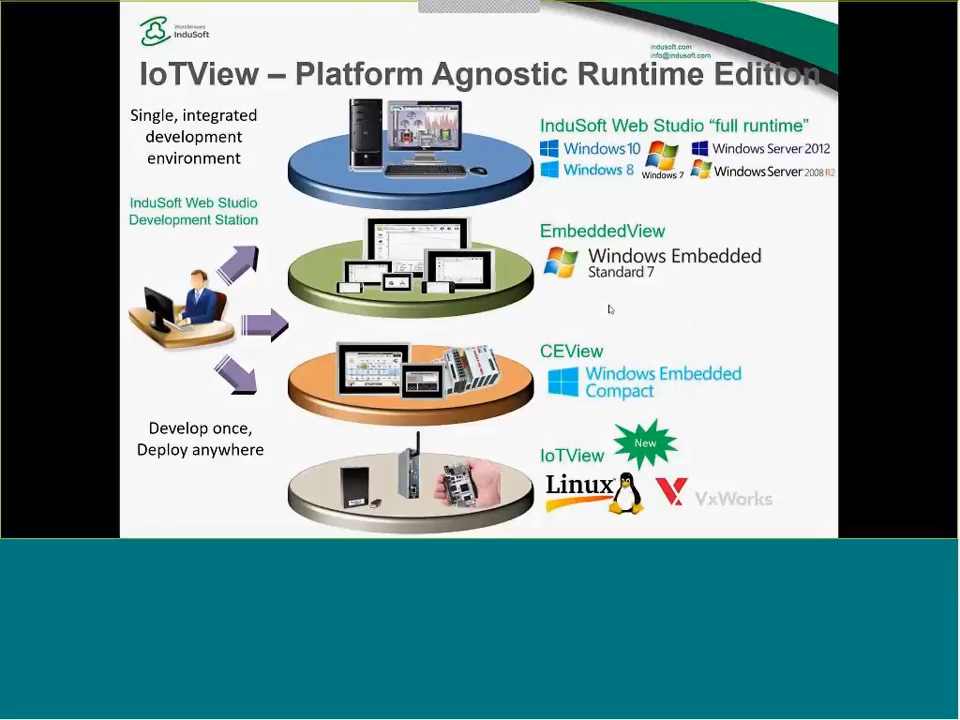 Wonderware
InduSoft
indusoft.com
info@indusoft.com
IoTView – Platform Agnostic Runtime Edition
Single, integrated
development
environment
InduSoft Web Studio
Development Station
Develop once,
Deploy anywhere
InduSoft Web Studio “full runtime”
Windows 10
Windows 8
Windows 7
Windows Server 2012
Windows Server 2008 R2
EmbeddedView
Windows Embedded
Standard 7
CEView
Windows Embedded
Compact
IoTView
New
Linux
VxWorks